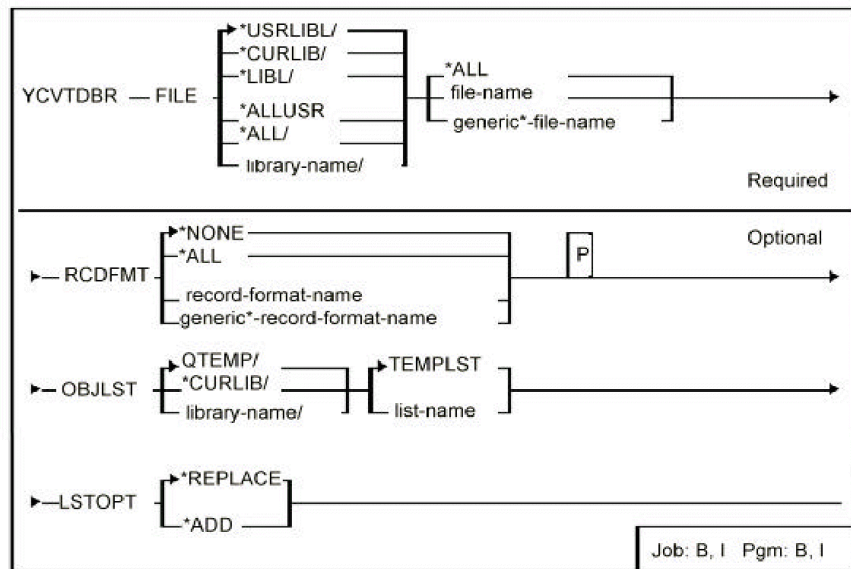 *USRLIBL/
*CURLIB/
*LIBL/
*ALL
YCVTDBR FILE
file-name
*ALLUSR
generic*-file-name
*ALL/
library-name/
Required
*NONE
Optional
*ALL
P
RCDFMT
record-format-name
generic*-record-format-name
QTEMP/
TEMPLST
OBJLST
*CURLIB/
library-name/
list-name
*REPLACE
LSTOPT
*ADD
Job: B, I Pgm: B, I